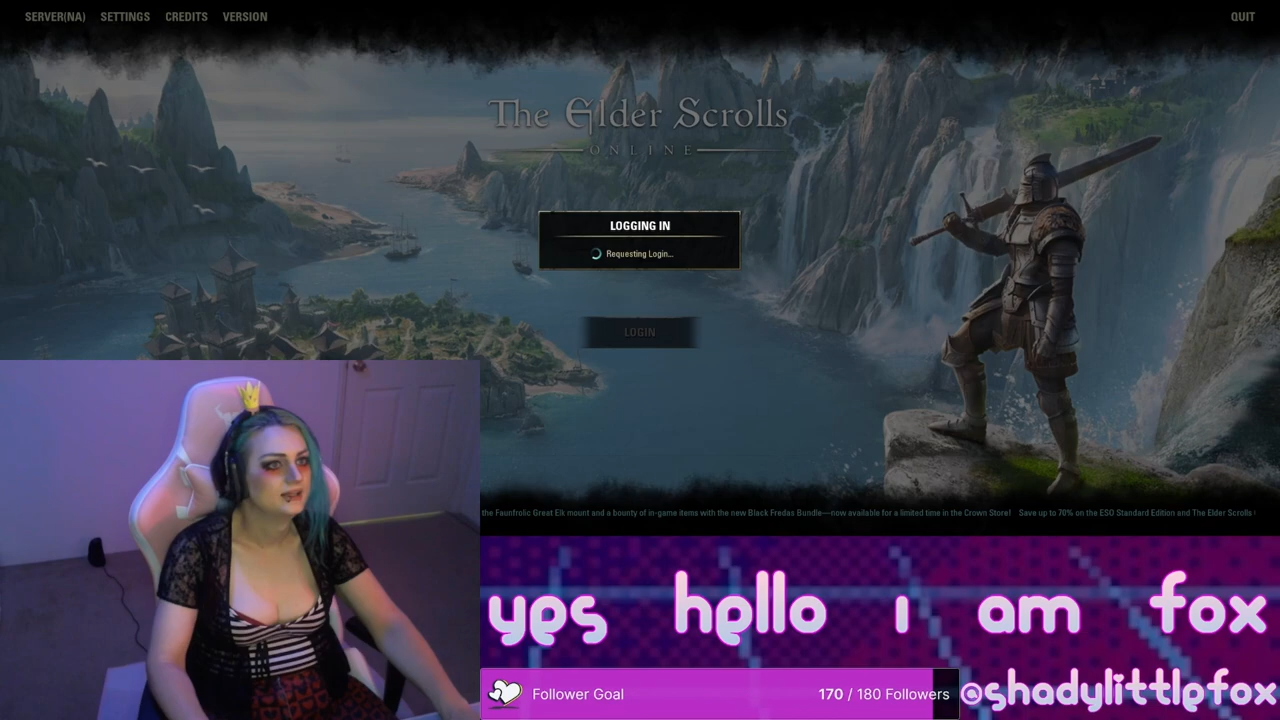 SERVER(NA) SETTINGS CREDITS VERSION QUIT
The Elder Scrolls
ONLINE
LOGGING IN
Requesting Login...
LOGIN
the Faunfrolic Great Elk mount and a bounty of in-game items with the new Black Fredas Bundle—now available for a limited time in the Crown Store! Save up to 70% on the ESO Standard Edition and The Elder Scrolls
yes hello i am fox
Follower Goal 170 / 180 Followers
@shadylittlefox